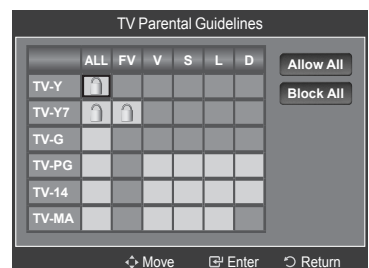 TV Parental Guidelines
ALL FV V S L D
Allow All
Block All
TV-Y
TV-Y7
TV-G
TV-PG
TV-14
TV-MA
Move Enter Return